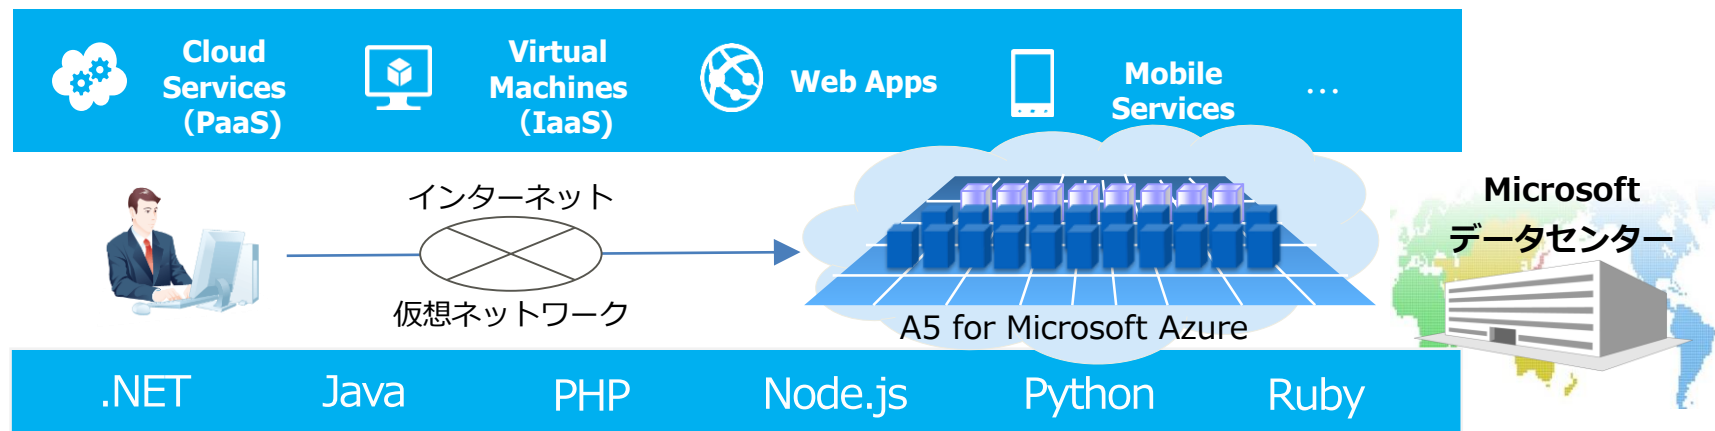 Cloud
Services
（PaaS)
Virtual
Machines
（IaaS)
Web Apps
Mobile
Services
...
インターネット
仮想ネットワーク
A5 for Microsoft Azure
Microsoft
データセンター
.NET
Java
PHP
Node.js
Python
Ruby